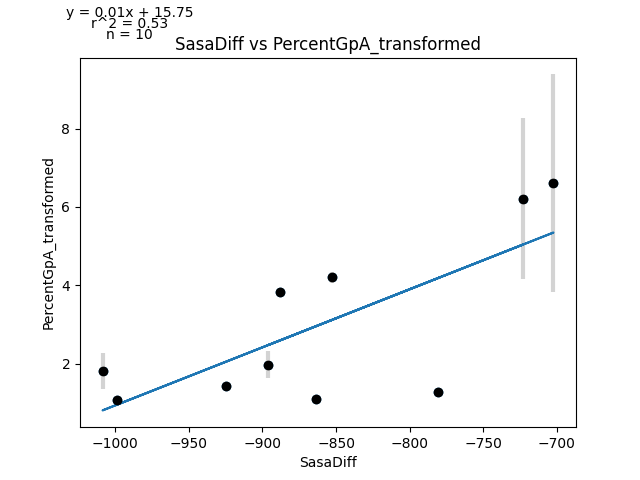 y = 0.01x + 15.75
r^2 = 0.53
n = 10
SasaDiff vs PercentGpA_transformed
PercentGpA_transformed
8
6
4
2
−1000 −950 −900 −850 −800 −750 −700
SasaDiff